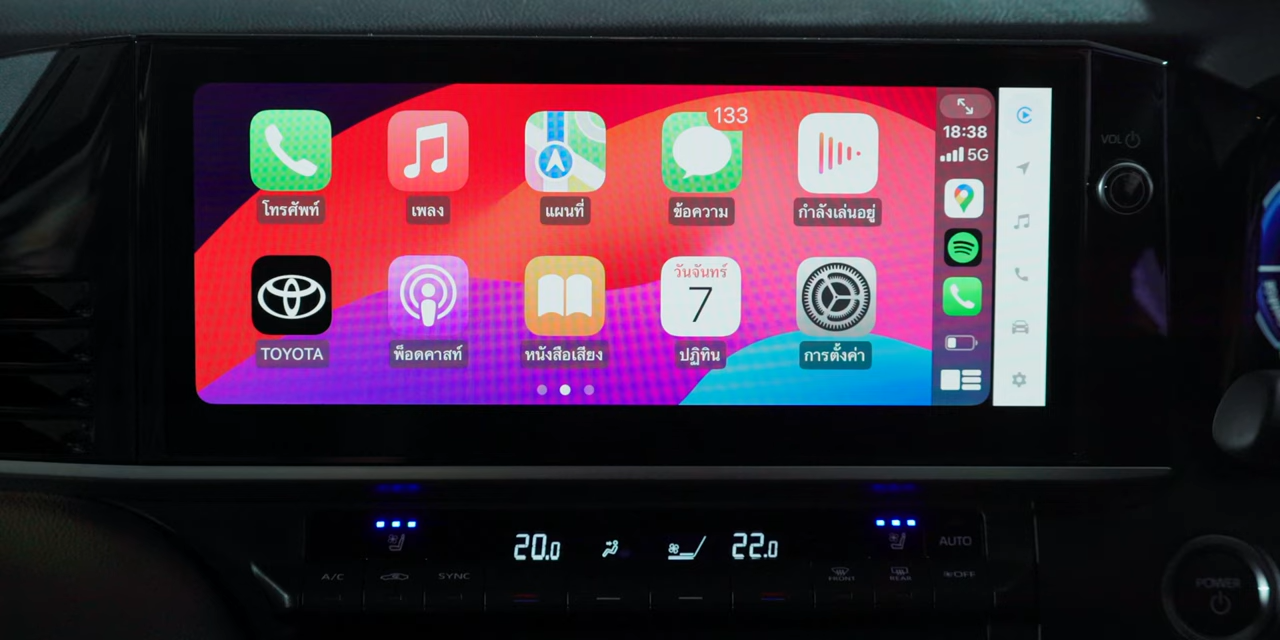 133
18:38
5G
VOL
โทรศัพท์
เพลง
แผนที่
ข้อความ
กำลังเล่นอยู่
วันจันทร์
7
TOYOTA
พ็อดคาสท์
หนังสือเสียง
ปฏิทิน
การตั้งค่า
20.0
22.0
AUTO
A/C
SYNC
FRONT
REAR
OFF
POWER